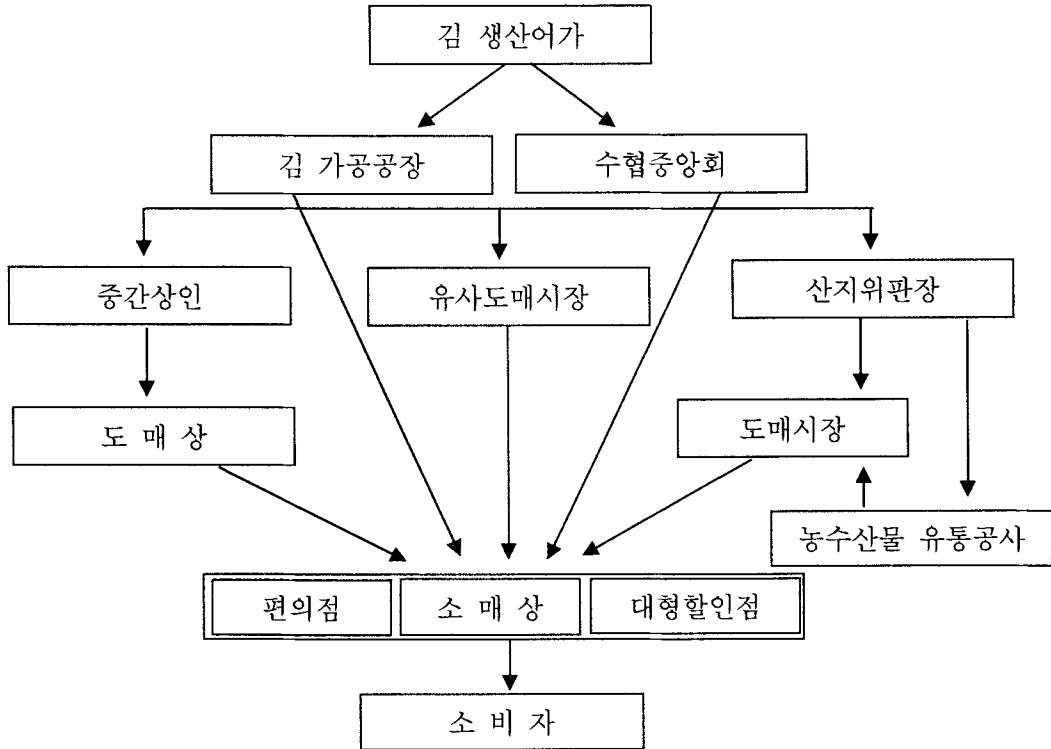 김 생산어가
김 가공공장
수협중앙회
중간상인
유사도매시장
산지위판장
도 매 상
도매시장
농수산물 유통공사
편의점
소 매 상
대형할인점
소 비 자